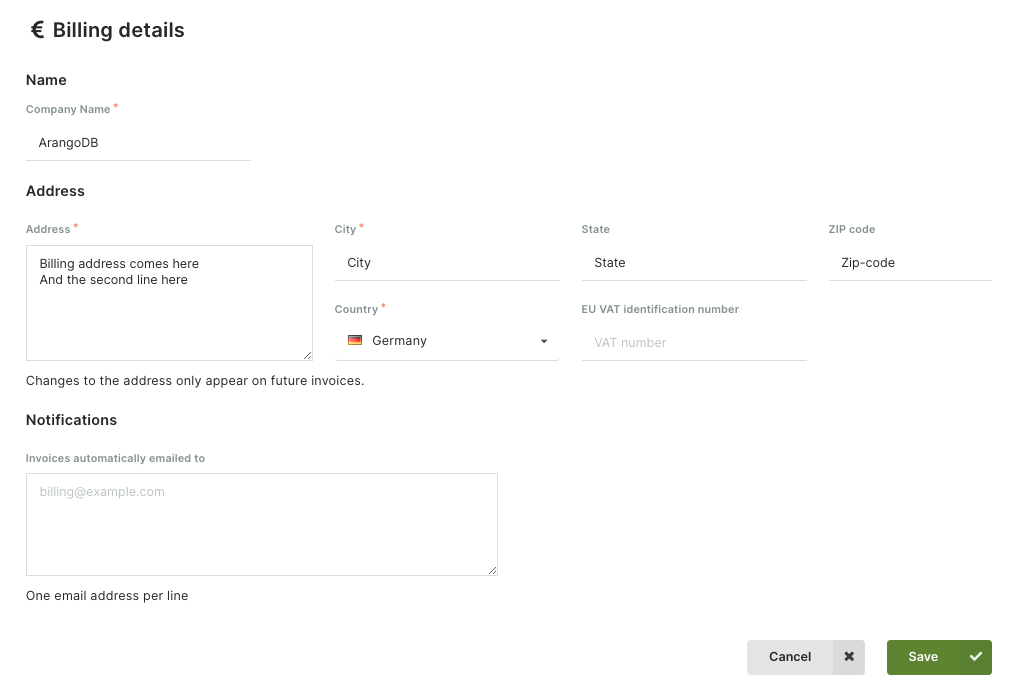 € Billing details
Name
Company Name *
ArangoDB
Address
Address *
City *
State
ZIP code
Billing address comes here
And the second line here
City
State
Zip-code
Country *
EU VAT identification number
Germany
VAT number
Changes to the address only appear on future invoices.
Notifications
Invoices automatically emailed to
billing@example.com
One email address per line
Cancel
Save